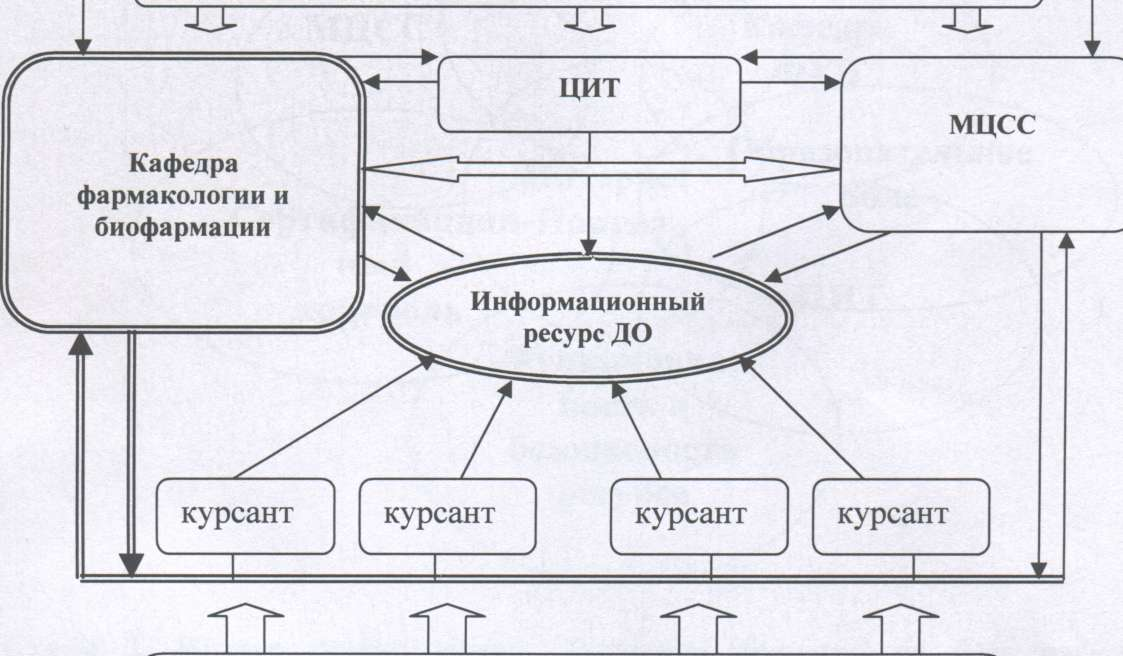 ЦИТ
МЦСС
Кафедра
фармакологии и
биофармации
Информационный
ресурс ДО
курсант
курсант
курсант
курсант